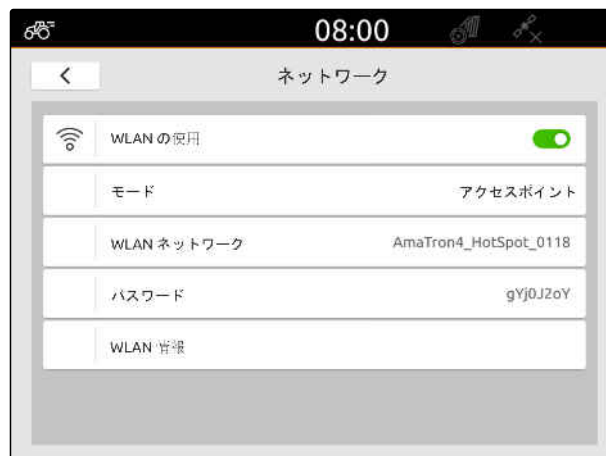 08:00
ネットワーク
WLAN の使用
モード アクセスポイント
WLAN ネットワーク AmaTron4_HotSpot_0118
パスワード gYj0J2oY
WLAN 情報